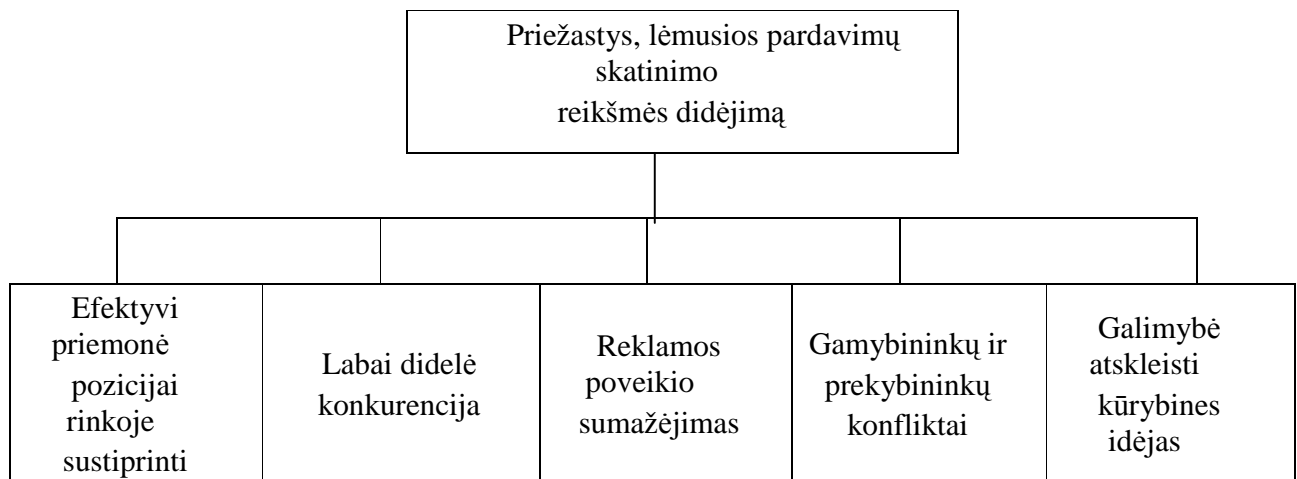 Priežastys, lėmusios pardavimų
skatinimo
reikšmės didėjimą
Efektyvi
priemonė
pozicijai
rinkoje
sustiprinti
Labai didelė
konkurencija
Reklamos
poveikio
sumažėjimas
Gamybininkų ir
prekybininkų
konfliktai
Galimybė
atskleisti
kūrybines
idėjas